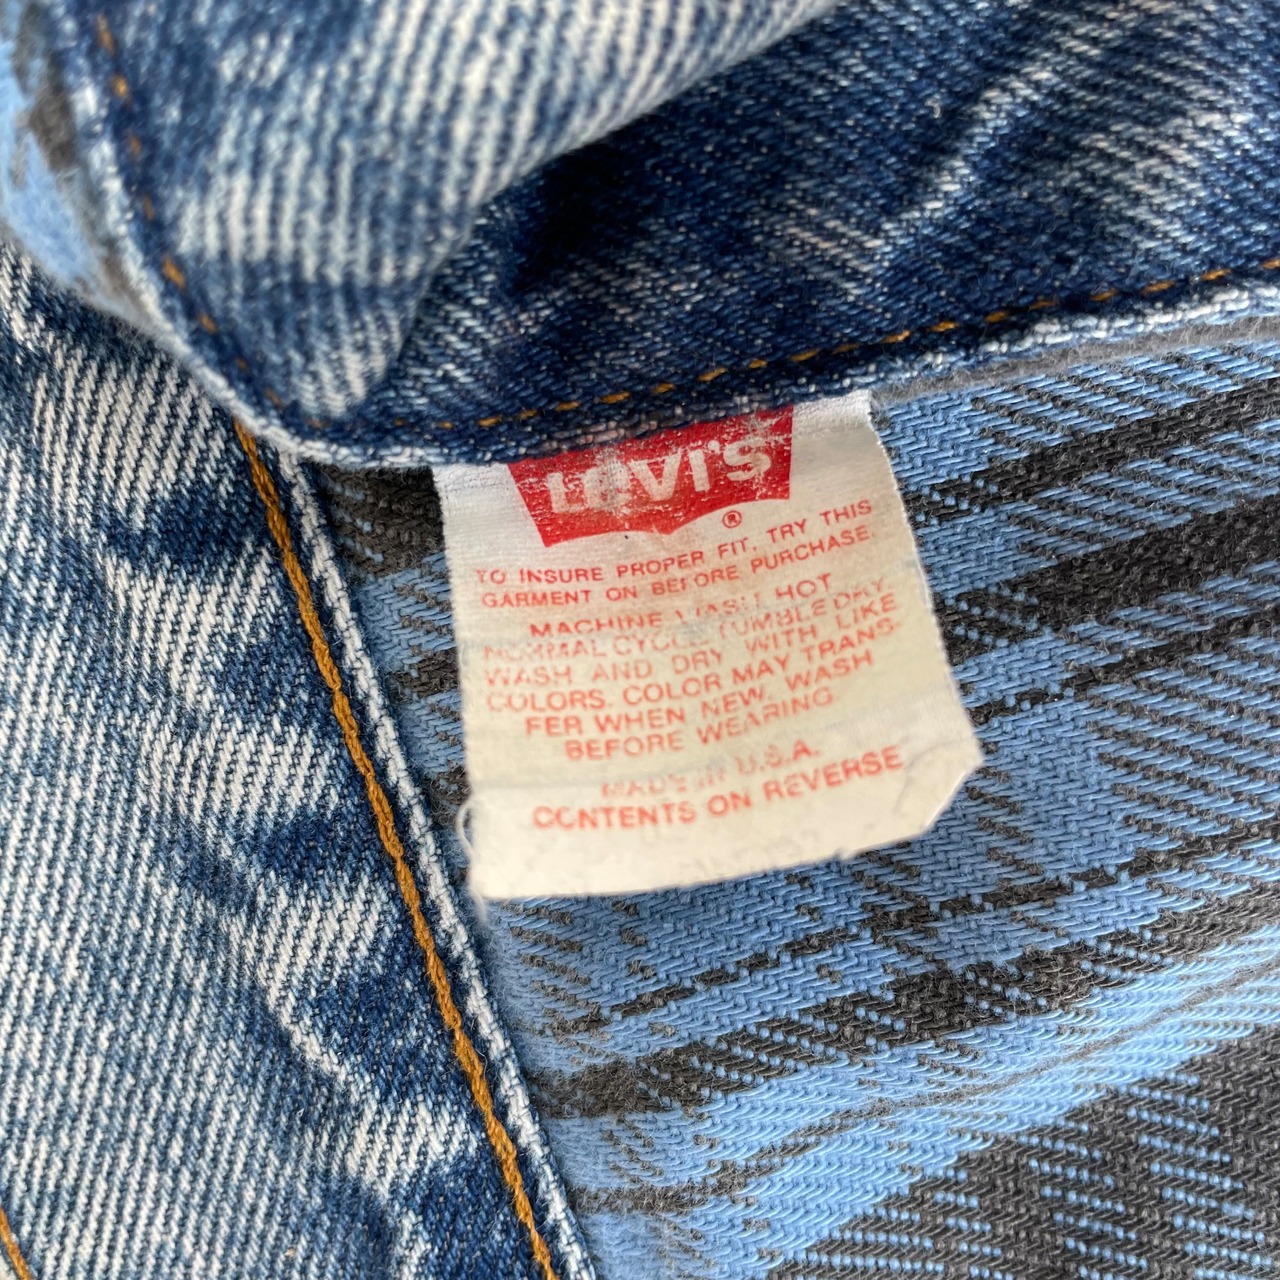 LEVI'S
®
TO INSURE PROPER FIT, TRY THIS
GARMENT ON BEFORE PURCHASE.
MACHINE WASH HOT
NORMAL CYCLE TUMBLE DRY
WASH AND DRY WITH LIKE
COLORS. COLOR MAY TRANS-
FER WHEN NEW. WASH
BEFORE WEARING
MADE IN U.S.A.
CONTENTS ON REVERSE